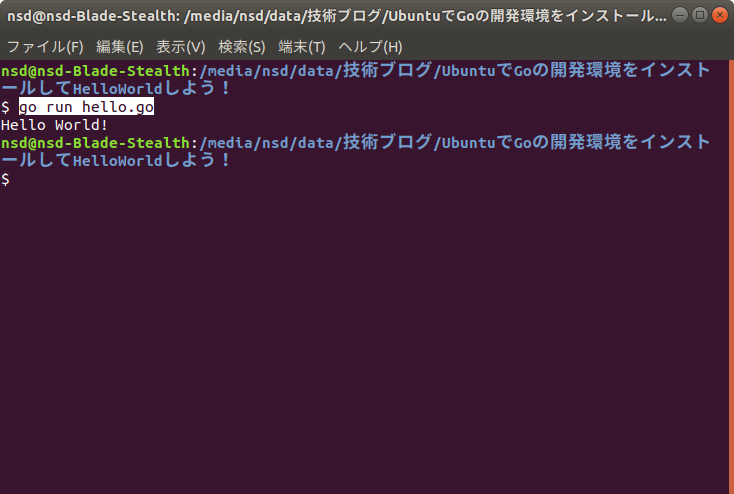 nsd@nsd-Blade-Stealth: /media/nsd/data/技術ブログ/UbuntuでGoの開発環境をインストール...
ファイル(F) 編集(E) 表示(V) 検索(S) 端末(T) ヘルプ(H)
nsd@nsd-Blade-Stealth:/media/nsd/data/技術ブログ/UbuntuでGoの開発環境をインスト
ールしてHelloWorldしよう！
$ go run hello.go
Hello World!
nsd@nsd-Blade-Stealth:/media/nsd/data/技術ブログ/UbuntuでGoの開発環境をインスト
ールしてHelloWorldしよう！
$